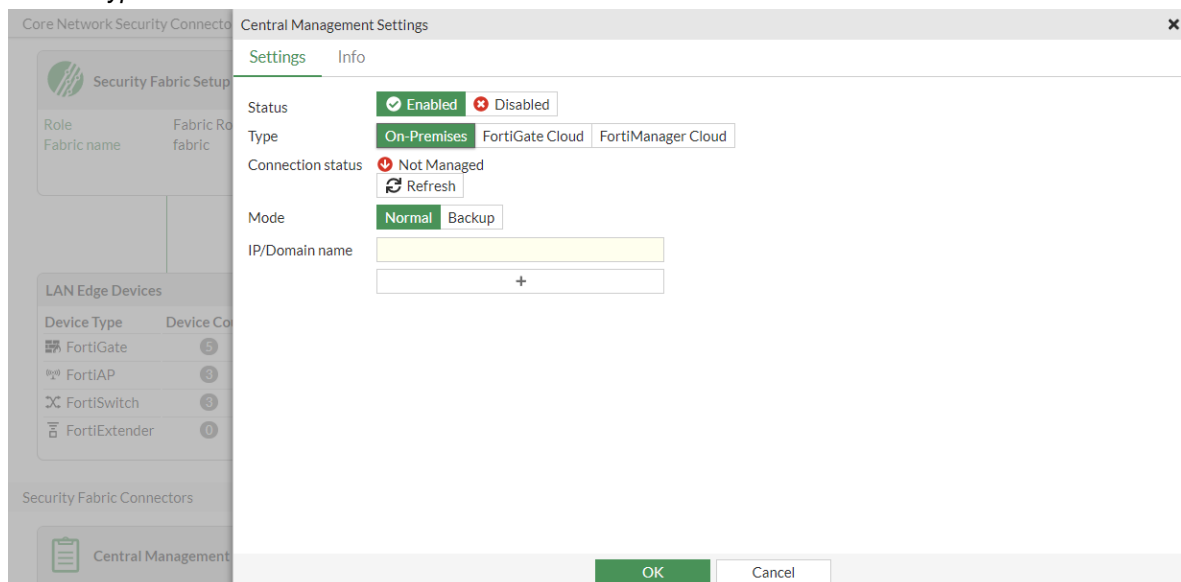 Core Network Security Connecto
Central Management Settings
Settings Info
Security Fabric Setup
Role Fabric Ro
Fabric name fabric
Status Enabled Disabled
Type On-Premises FortiGate Cloud FortiManager Cloud
Connection status Not Managed
Refresh
Mode Normal Backup
IP/Domain name
+
LAN Edge Devices
Device Type Device Co
FortiGate 5
FortiAP 3
FortiSwitch 3
FortiExtender 0
Security Fabric Connectors
Central Management
OK Cancel